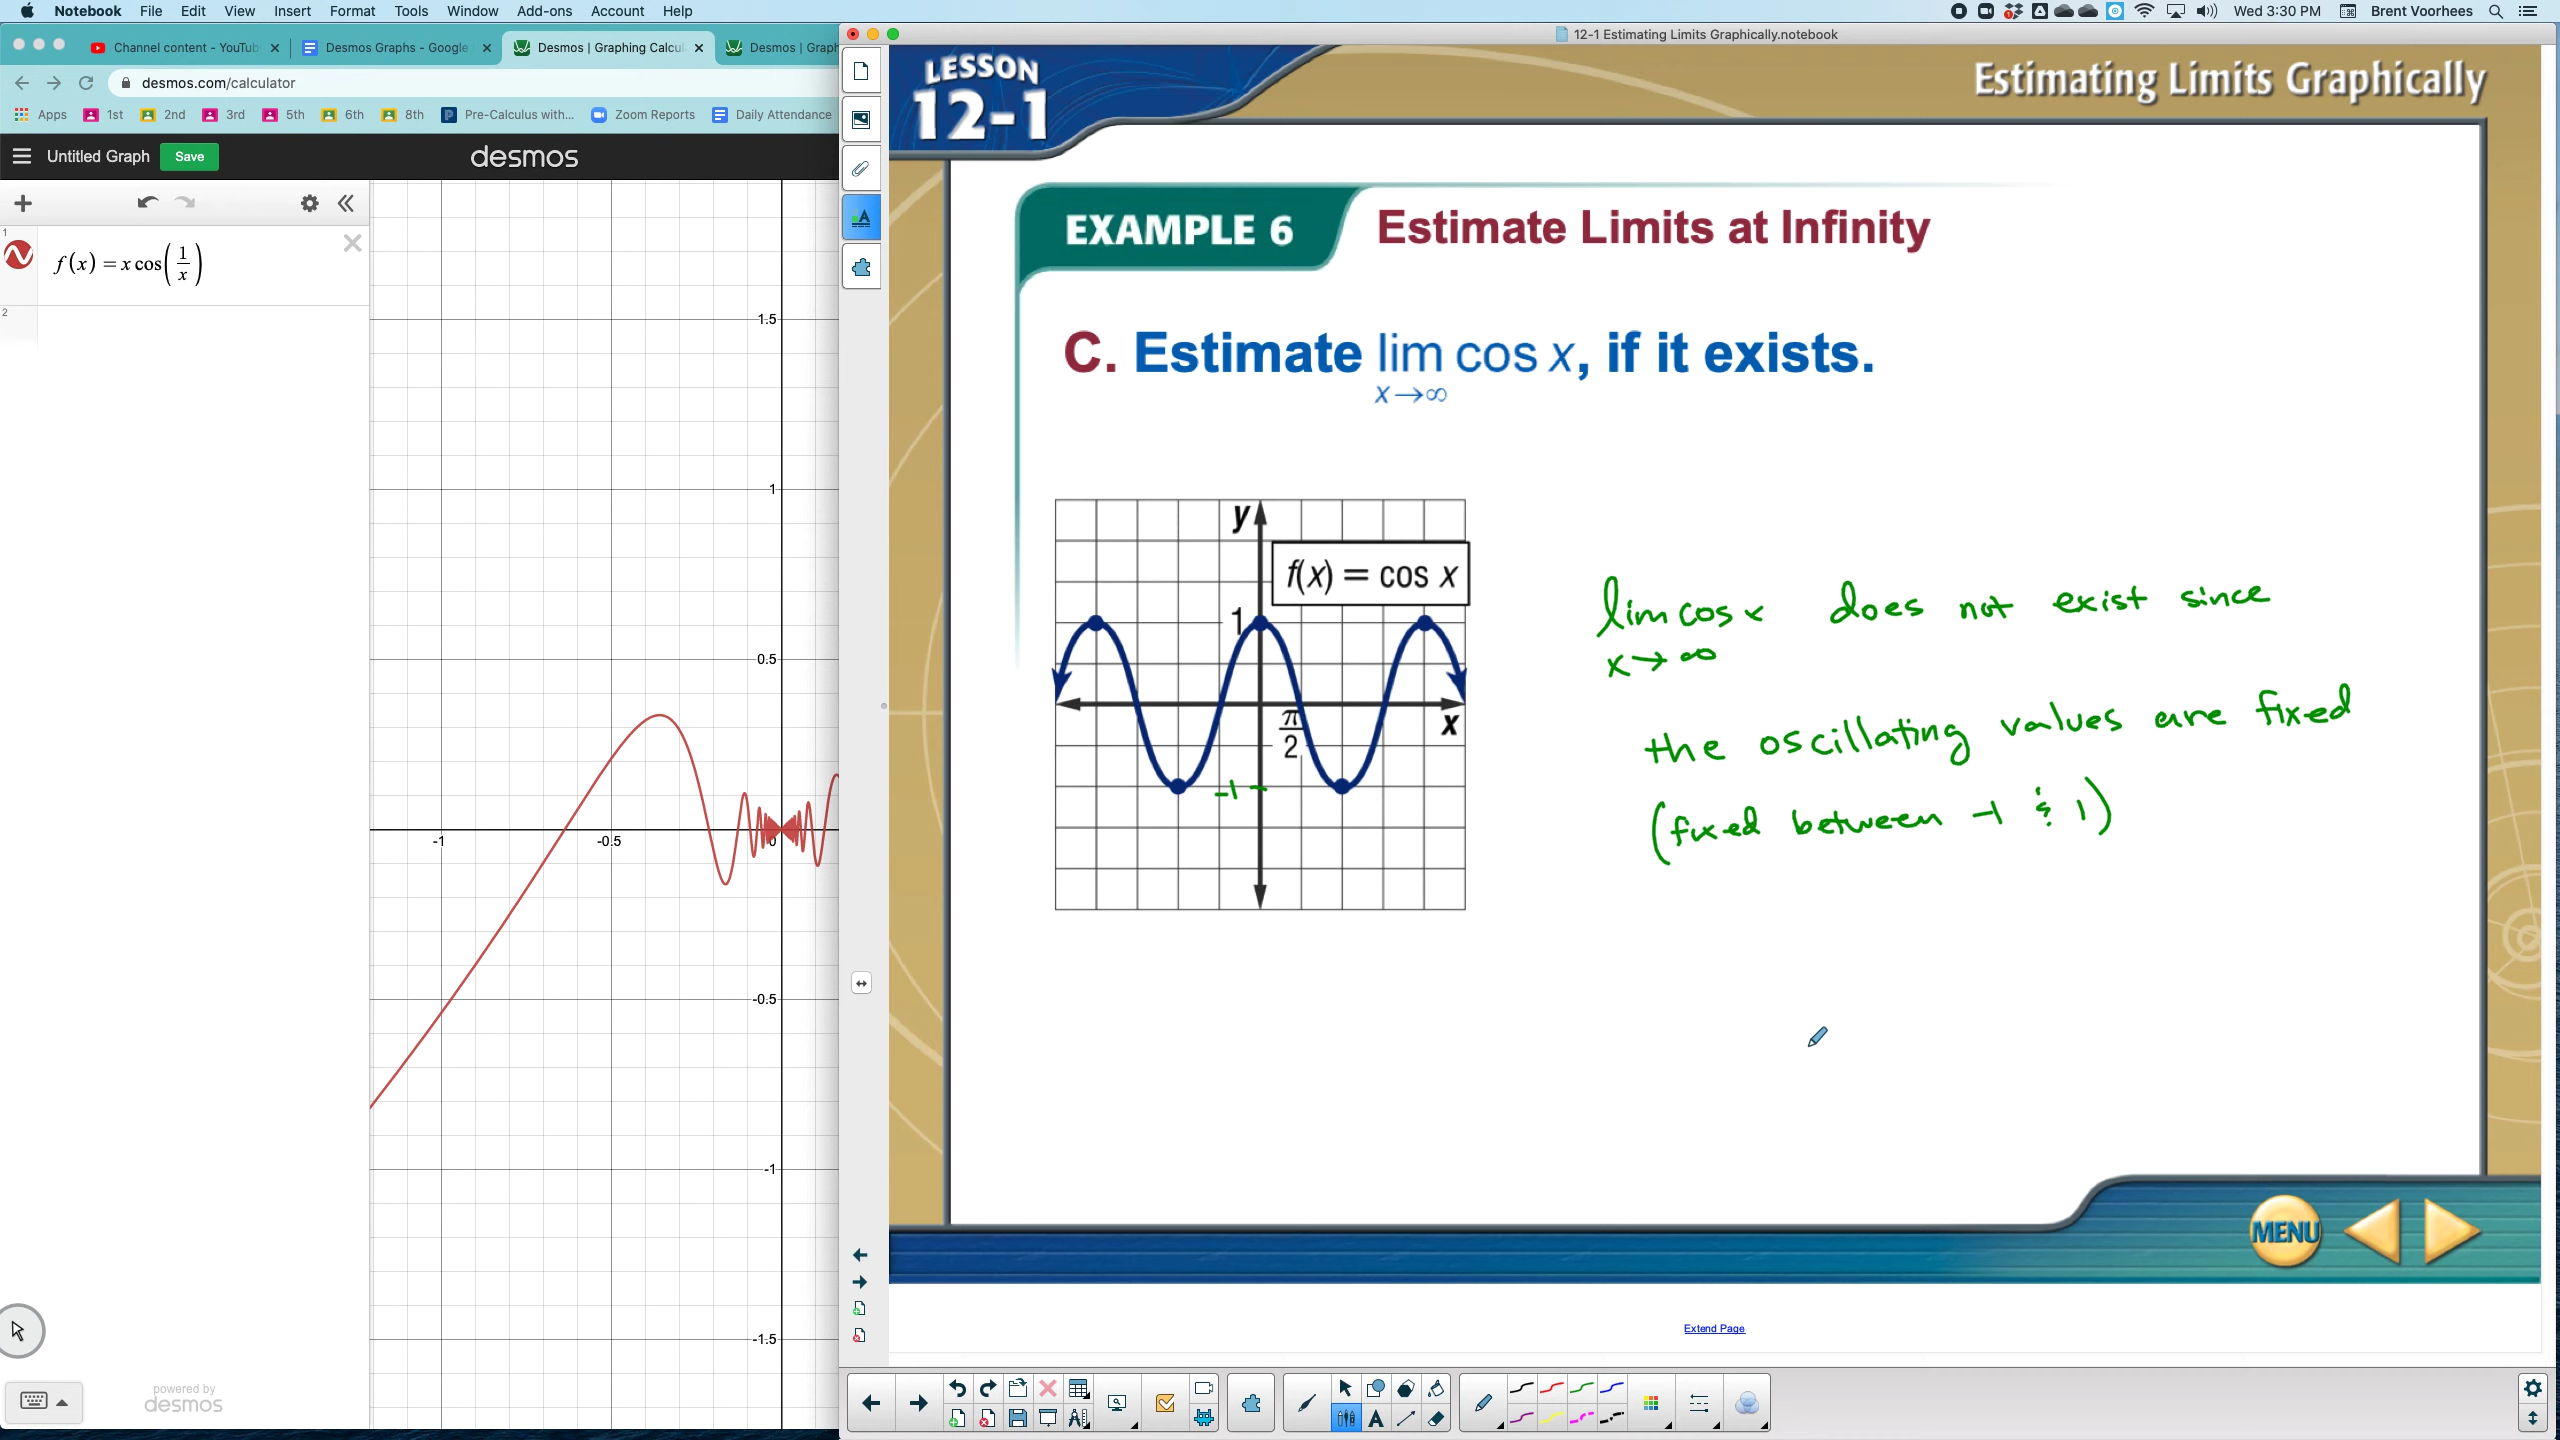 Notebook File Edit View Insert Format Tools Window Add-ons Account Help
Wed 3:30 PM Brent Voorhees
Channel content - YouTub
Desmos Graphs - Google
Desmos | Graphing Calcul
Desmos | Graph
desmos.com/calculator
Apps 1st 2nd 3rd 5th 6th 8th Pre-Calculus with... Zoom Reports Daily Attendance
Untitled Graph Save desmos
1
f(x) = x cos(1/x)
2
1.5
1
0.5
-1 -0.5 0
-0.5
-1
-1.5
powered by
desmos
12-1 Estimating Limits Graphically.notebook
LESSON
12-1
Estimating Limits Graphically
EXAMPLE 6 Estimate Limits at Infinity
C. Estimate lim cos x, if it exists.
x→∞
y
f(x) = cos x
1
x
π
2
-1
lim cos x does not exist since
x→∞
the oscillating values are fixed
(fixed between -1 & 1)
MENU
Extend Page